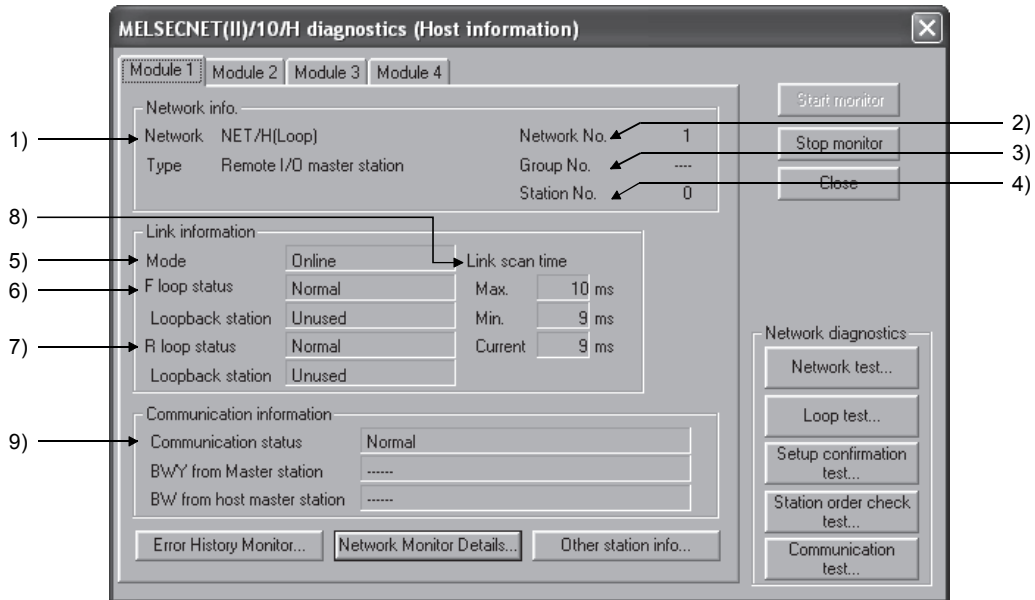 MELSECNET(II)/10/H diagnostics (Host information)
Module 1 Module 2 Module 3 Module 4
Network info.
1) Network NET/H(Loop) Network No. 1 2)
Type Remote I/O master station Group No. ---- 3)
Station No. 0 4)
Start monitor
Stop monitor
Close
8)
Link information
5) Mode Online Link scan time
6) F loop status Normal Max. 10 ms
Loopback station Unused Min. 9 ms
7) R loop status Normal Current 9 ms
Loopback station Unused
Communication information
9) Communication status Normal
BWY from Master station ------
BW from host master station ------
Error History Monitor... Network Monitor Details... Other station info...
Network diagnostics
Network test...
Loop test...
Setup confirmation
test...
Station order check
test...
Communication
test...